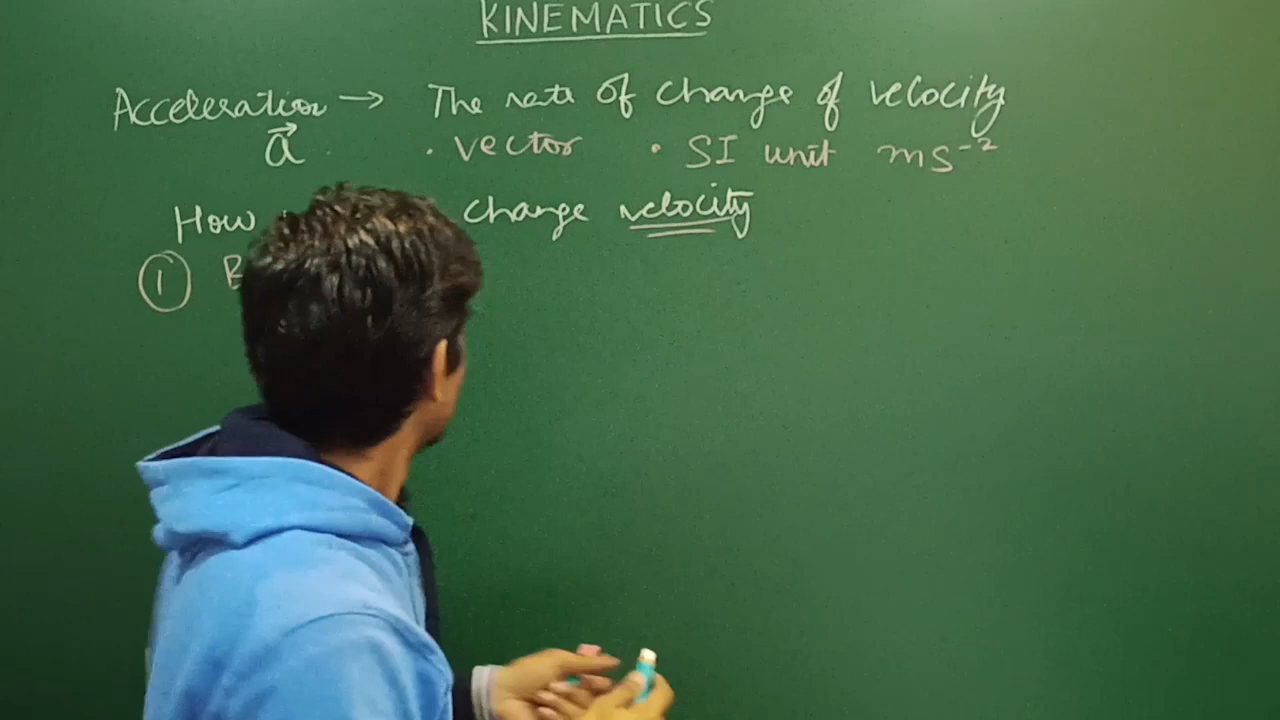 KINEMATICS
Acceleration → The rate of change of velocity
a⃗ . • vector • SI unit ms⁻²
How change velocity
① B